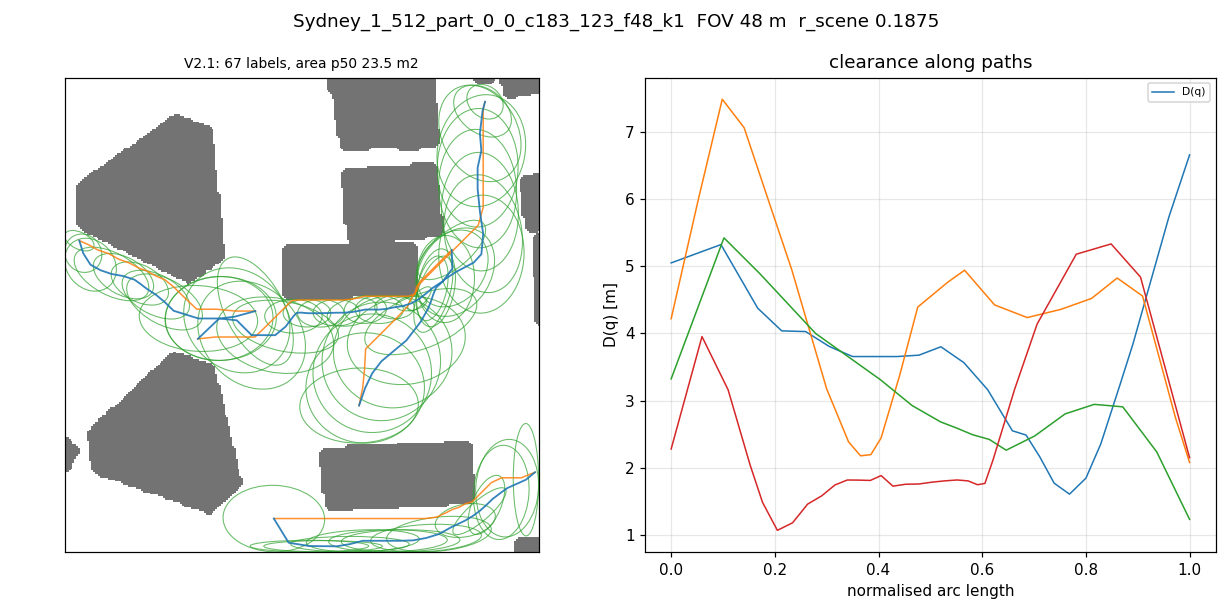 Sydney_1_512_part_0_0_c183_123_f48_k1  FOV 48 m  r_scene 0.1875
V2.1: 67 labels, area p50 23.5 m2
clearance along paths
D(q)
7
6
5
4
3
2
1
D(q) [m]
0.0 0.2 0.4 0.6 0.8 1.0
normalised arc length